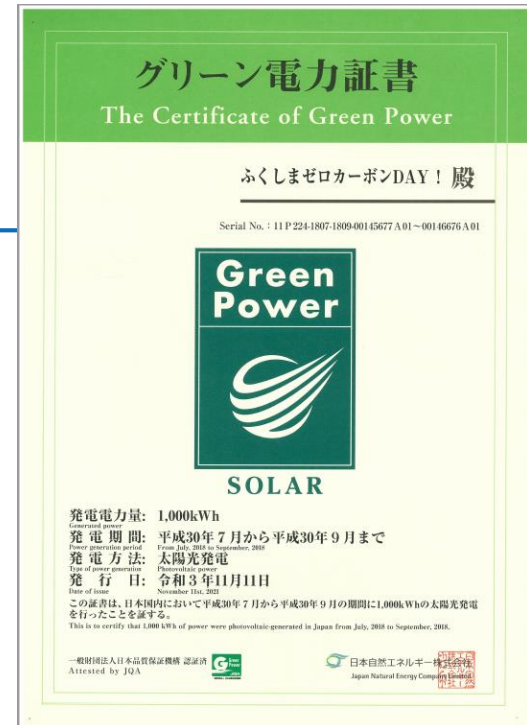 グリーン電力証書
The Certificate of Green Power
ふくしまゼロカーボンDAY! 殿
Serial No.:11P224-1807-1809-00145677A01~00146676A01
Green
Power
SOLAR
発電電力量: 1,000kWh
Generated power
発電期間: 平成30年7月から平成30年9月まで
Power generation period From July, 2018 to September, 2018
発電方法: 太陽光発電
Type of power generation Photovoltaic power
発行日: 令和3年11月11日
Date of issue November 11st, 2021
この証書は、日本国内において平成30年7月から平成30年9月の期間に1,000kWhの太陽光発電
を行ったことを証する。
This is to certify that 1,000 kWh of power were photovoltaic-generated in Japan from July, 2018 to September, 2018.
一般財団法人日本品質保証機構 認証済
Attested by JQA
Green
Power
日本自然エネルギー株式会社
Japan Natural Energy Company Limited